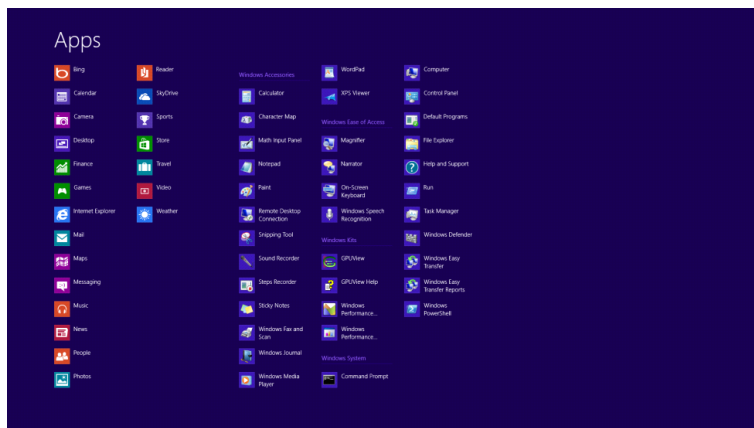 Apps
Bing
Calendar
Camera
Desktop
Finance
Games
Internet Explorer
Mail
Maps
Messaging
Music
News
People
Photos
Reader
SkyDrive
Sports
Store
Travel
Video
Weather
Windows Accessories
Calculator
Character Map
Math Input Panel
Notepad
Paint
Remote Desktop
Connection
Snipping Tool
Sound Recorder
Steps Recorder
Sticky Notes
Windows Fax and
Scan
Windows Journal
Windows Media
Player
WordPad
XPS Viewer
Windows Ease of Access
Magnifier
Narrator
On-Screen
Keyboard
Windows Speech
Recognition
Windows Kits
GPUView
GPUView Help
Windows
Performance...
Windows
Performance...
Windows System
Command Prompt
Computer
Control Panel
Default Programs
File Explorer
Help and Support
Run
Task Manager
Windows Defender
Windows Easy
Transfer
Windows Easy
Transfer Reports
Windows
PowerShell